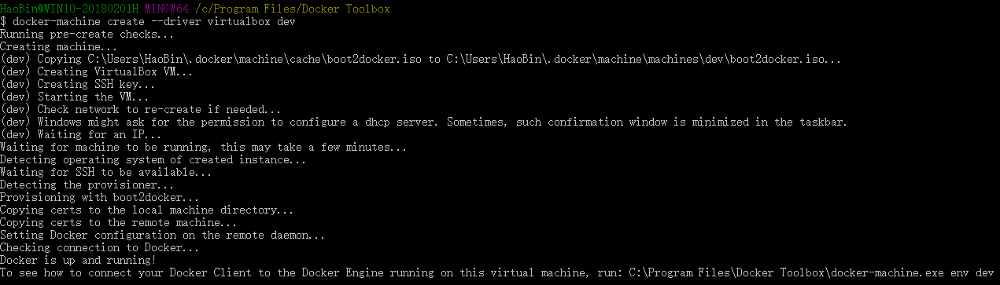 HaoBin@WIN10-20180201H MINGW64 /c/Program Files/Docker Toolbox
$ docker-machine create --driver virtualbox dev
Running pre-create checks...
Creating machine...
(dev) Copying C:\Users\HaoBin\.docker\machine\cache\boot2docker.iso to C:\Users\HaoBin\.docker\machine\machines\dev\boot2docker.iso...
(dev) Creating VirtualBox VM...
(dev) Creating SSH key...
(dev) Starting the VM...
(dev) Check network to re-create if needed...
(dev) Windows might ask for the permission to configure a dhcp server. Sometimes, such confirmation window is minimized in the taskbar.
(dev) Waiting for an IP...
Waiting for machine to be running, this may take a few minutes...
Detecting operating system of created instance...
Waiting for SSH to be available...
Detecting the provisioner...
Provisioning with boot2docker...
Copying certs to the local machine directory...
Copying certs to the remote machine...
Setting Docker configuration on the remote daemon...
Checking connection to Docker...
Docker is up and running!
To see how to connect your Docker Client to the Docker Engine running on this virtual machine, run: C:\Program Files\Docker Toolbox\docker-machine.exe env dev